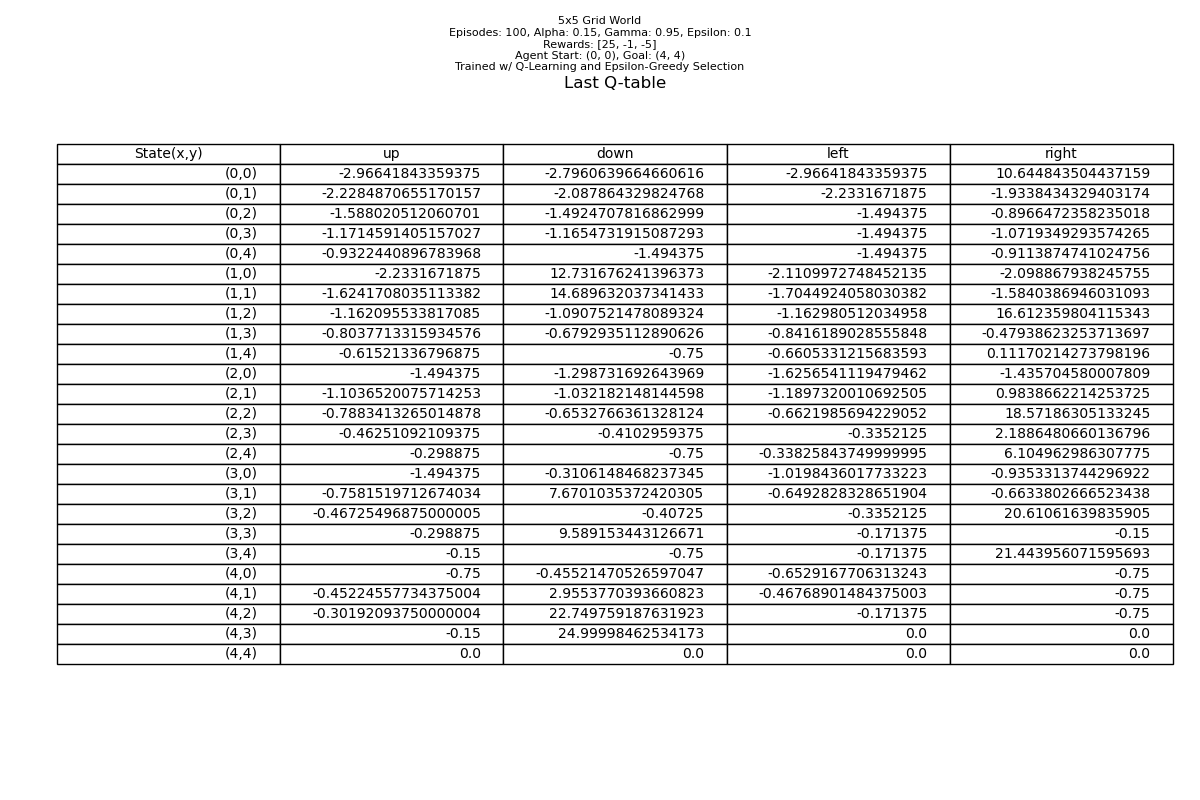 5x5 Grid World
Episodes: 100, Alpha: 0.15, Gamma: 0.95, Epsilon: 0.1
Rewards: [25, -1, -5]
Agent Start: (0, 0), Goal: (4, 4)
Trained w/ Q-Learning and Epsilon-Greedy Selection
Last Q-table
State(x,y) up down left right
(0,0) -2.96641843359375 -2.7960639664660616 -2.96641843359375 10.644843504437159
(0,1) -2.2284870655170157 -2.087864329824768 -2.2331671875 -1.9338434329403174
(0,2) -1.588020512060701 -1.4924707816862999 -1.494375 -0.8966472358235018
(0,3) -1.1714591405157027 -1.1654731915087293 -1.494375 -1.0719349293574265
(0,4) -0.9322440896783968 -1.494375 -1.494375 -0.9113874741024756
(1,0) -2.2331671875 12.731676241396373 -2.1109972748452135 -2.098867938245755
(1,1) -1.6241708035113382 14.689632037341433 -1.7044924058030382 -1.5840386946031093
(1,2) -1.162095533817085 -1.0907521478089324 -1.162980512034958 16.612359804115343
(1,3) -0.8037713315934576 -0.6792935112890626 -0.8416189028555848 -0.47938623253713697
(1,4) -0.61521336796875 -0.75 -0.6605331215683593 0.11170214273798196
(2,0) -1.494375 -1.298731692643969 -1.6256541119479462 -1.435704580007809
(2,1) -1.1036520075714253 -1.032182148144598 -1.1897320010692505 0.9838662214253725
(2,2) -0.7883413265014878 -0.6532766361328124 -0.6621985694229052 18.57186305133245
(2,3) -0.46251092109375 -0.4102959375 -0.3352125 2.1886480660136796
(2,4) -0.298875 -0.75 -0.33825843749999995 6.104962986307775
(3,0) -1.494375 -0.3106148468237345 -1.0198436017733223 -0.9353313744296922
(3,1) -0.7581519712674034 7.6701035372420305 -0.6492828328651904 -0.6633802666523438
(3,2) -0.46725496875000005 -0.40725 -0.3352125 20.61061639835905
(3,3) -0.298875 9.589153443126671 -0.171375 -0.15
(3,4) -0.15 -0.75 -0.171375 21.443956071595693
(4,0) -0.75 -0.45521470526597047 -0.6529167706313243 -0.75
(4,1) -0.45224557734375004 2.9553770393660823 -0.46768901484375003 -0.75
(4,2) -0.30192093750000004 22.749759187631923 -0.171375 -0.75
(4,3) -0.15 24.99998462534173 0.0 0.0
(4,4) 0.0 0.0 0.0 0.0